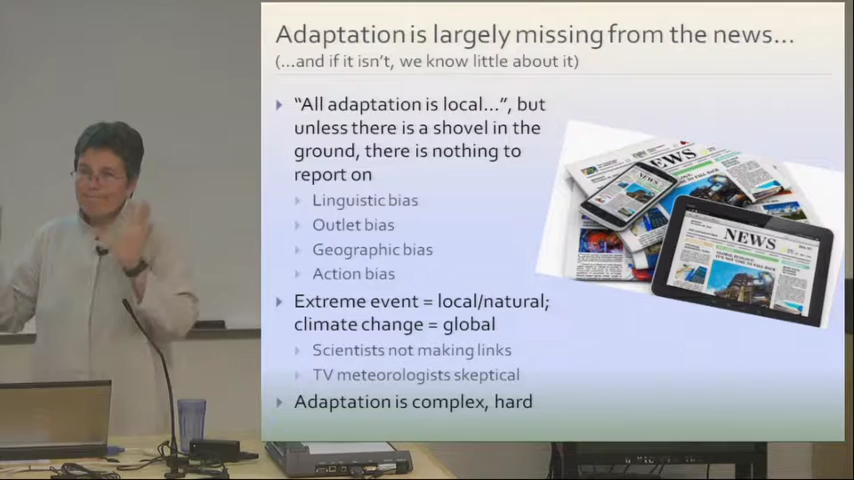 Adaptation is largely missing from the news...
(...and if it isn't, we know little about it)
"All adaptation is local...", but
unless there is a shovel in the
ground, there is nothing to
report on
Linguistic bias
Outlet bias
Geographic bias
Action bias
Extreme event = local/natural;
climate change = global
Scientists not making links
TV meteorologists skeptical
Adaptation is complex, hard
NEWS
NEWS